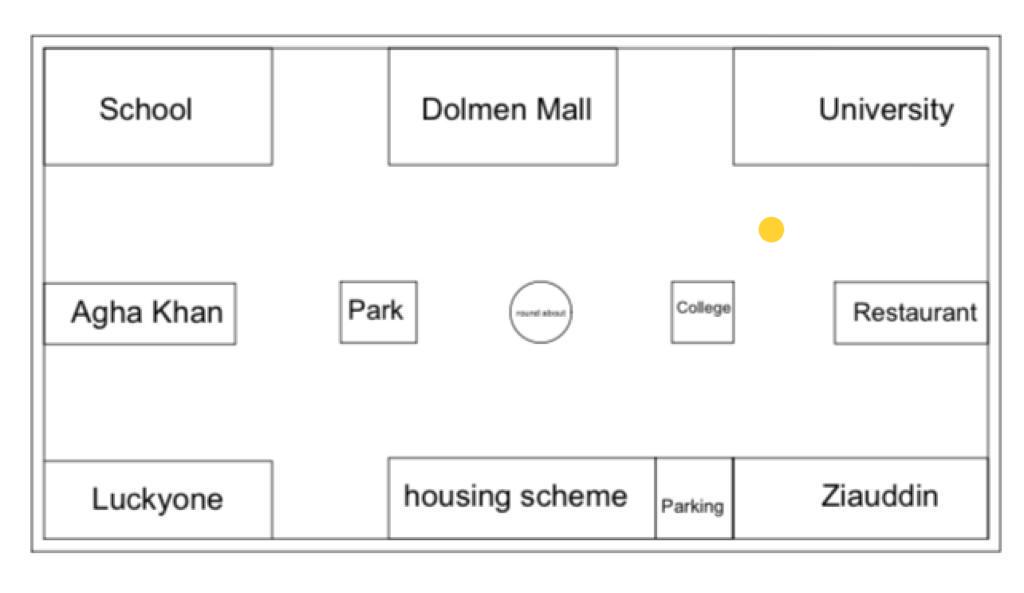 School
Dolmen Mall
University
Agha Khan
Park
round about
College
Restaurant
Luckyone
housing scheme
Parking
Ziauddin